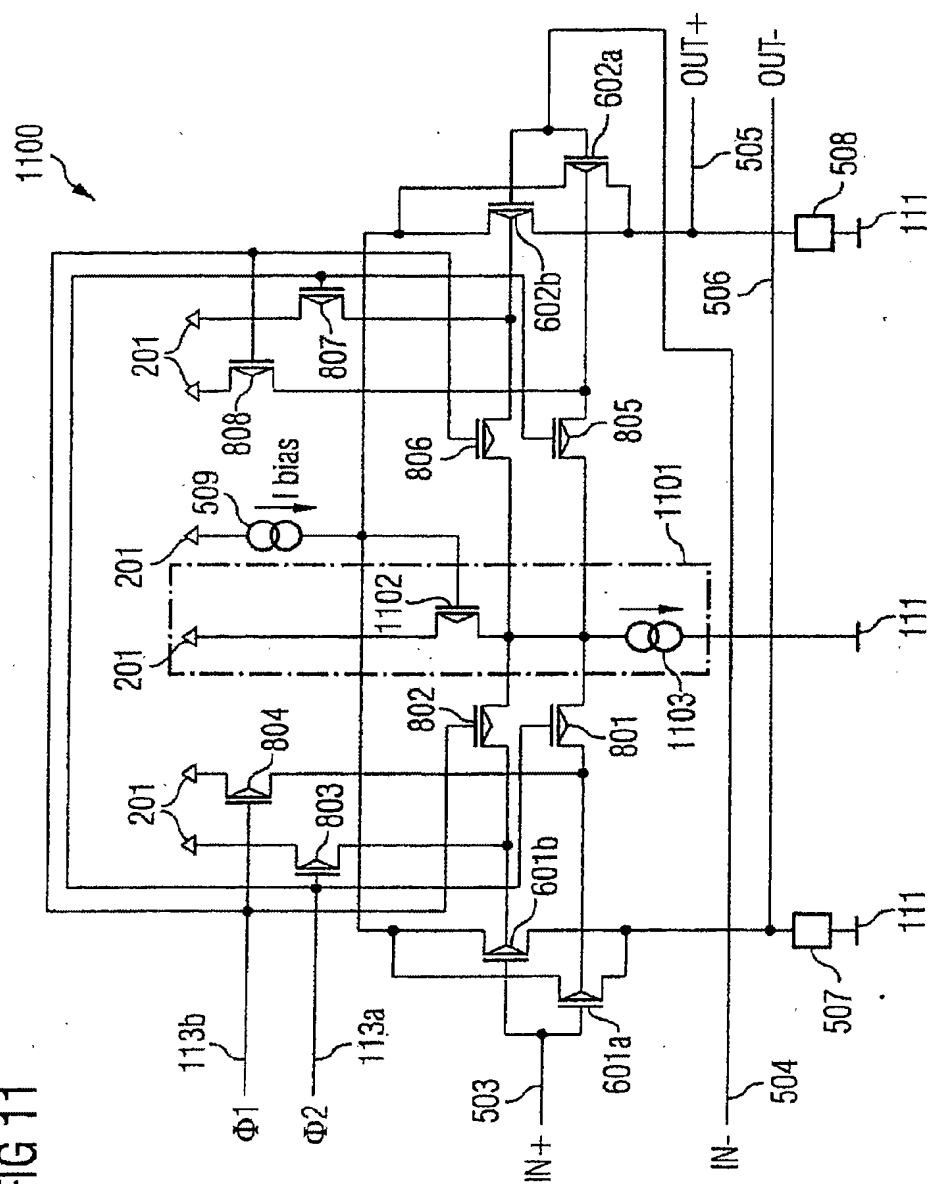 1100
OUT+
OUT-
602a
505
508
111
602b
506
807
201
808
805
806
I bias
509
1101
201
1102
201
111
802
801
1103
804
201
803
601b
601a
111
507
113b
113a
503
504
Φ1
Φ2
IN+
IN-
FIG 11